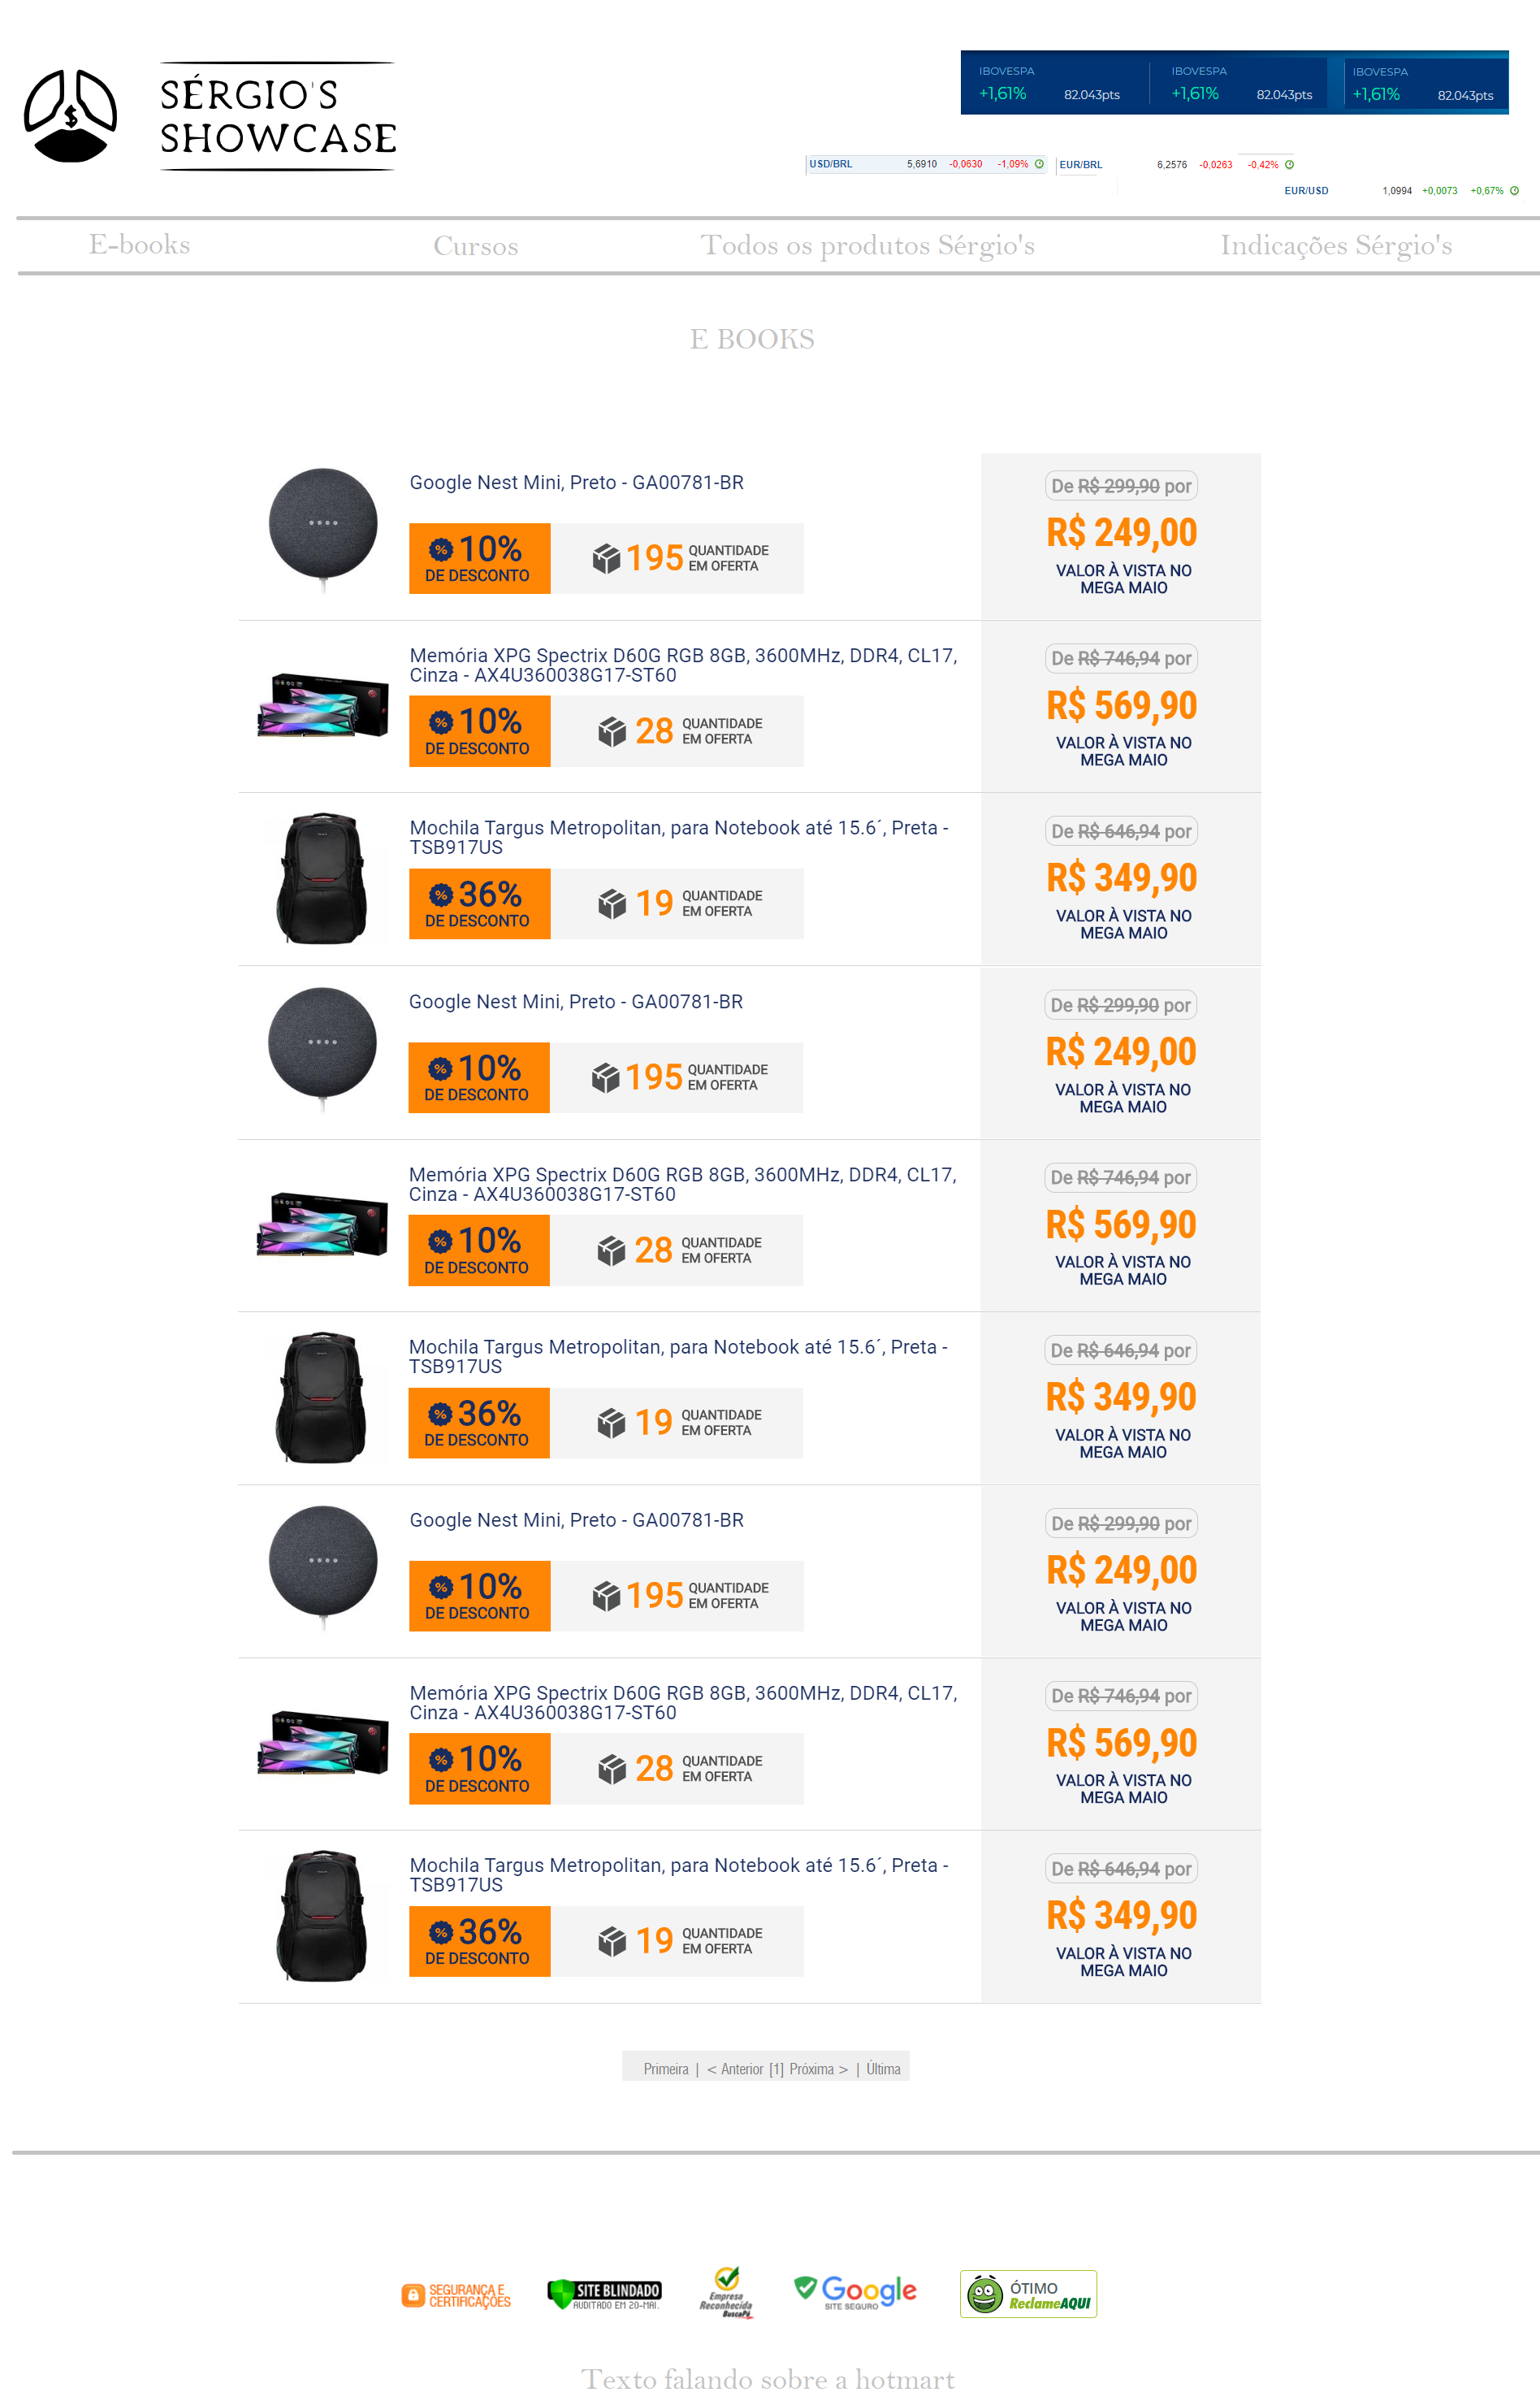 SÉRGIO'S
SHOWCASE
IBOVESPA
+1,61% 82.043pts
IBOVESPA
+1,61% 82.043pts
IBOVESPA
+1,61% 82.043pts
USD/BRL 5,6910 -0,0630 -1,09%
EUR/BRL 6,2576 -0,0263 -0,42%
EUR/USD 1,0994 +0,0073 +0,67%
E-books Cursos Todos os produtos Sérgio's Indicações Sérgio's
E BOOKS
Google Nest Mini, Preto - GA00781-BR
% 10%
DE DESCONTO
195 QUANTIDADE
EM OFERTA
De R$ 299,90 por
R$ 249,00
VALOR À VISTA NO
MEGA MAIO
Memória XPG Spectrix D60G RGB 8GB, 3600MHz, DDR4, CL17,
Cinza - AX4U360038G17-ST60
% 10%
DE DESCONTO
28 QUANTIDADE
EM OFERTA
De R$ 746,94 por
R$ 569,90
VALOR À VISTA NO
MEGA MAIO
Mochila Targus Metropolitan, para Notebook até 15.6´, Preta -
TSB917US
% 36%
DE DESCONTO
19 QUANTIDADE
EM OFERTA
De R$ 646,94 por
R$ 349,90
VALOR À VISTA NO
MEGA MAIO
Google Nest Mini, Preto - GA00781-BR
% 10%
DE DESCONTO
195 QUANTIDADE
EM OFERTA
De R$ 299,90 por
R$ 249,00
VALOR À VISTA NO
MEGA MAIO
Memória XPG Spectrix D60G RGB 8GB, 3600MHz, DDR4, CL17,
Cinza - AX4U360038G17-ST60
% 10%
DE DESCONTO
28 QUANTIDADE
EM OFERTA
De R$ 746,94 por
R$ 569,90
VALOR À VISTA NO
MEGA MAIO
Mochila Targus Metropolitan, para Notebook até 15.6´, Preta -
TSB917US
% 36%
DE DESCONTO
19 QUANTIDADE
EM OFERTA
De R$ 646,94 por
R$ 349,90
VALOR À VISTA NO
MEGA MAIO
Google Nest Mini, Preto - GA00781-BR
% 10%
DE DESCONTO
195 QUANTIDADE
EM OFERTA
De R$ 299,90 por
R$ 249,00
VALOR À VISTA NO
MEGA MAIO
Memória XPG Spectrix D60G RGB 8GB, 3600MHz, DDR4, CL17,
Cinza - AX4U360038G17-ST60
% 10%
DE DESCONTO
28 QUANTIDADE
EM OFERTA
De R$ 746,94 por
R$ 569,90
VALOR À VISTA NO
MEGA MAIO
Mochila Targus Metropolitan, para Notebook até 15.6´, Preta -
TSB917US
% 36%
DE DESCONTO
19 QUANTIDADE
EM OFERTA
De R$ 646,94 por
R$ 349,90
VALOR À VISTA NO
MEGA MAIO
Primeira | < Anterior [1] Próxima > | Última
SEGURANÇA E
CERTIFICAÇÕES
SITE BLINDADO
AUDITADO EM 20-MAI.
Empresa
Reconhecida
BuscaPé
Google
SITE SEGURO
ÓTIMO
ReclameAQUI
Texto falando sobre a hotmart